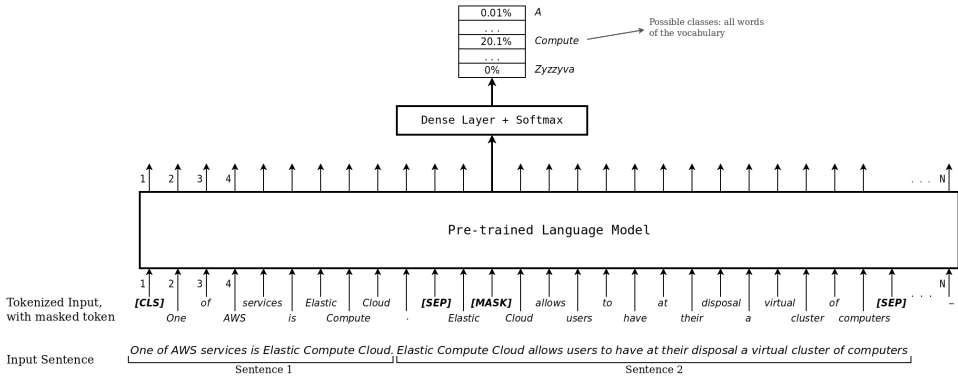 0.01% A
...
20.1% Compute
...
0% Zyzzyva
Possible classes: all words
of the vocabulary
Dense Layer + Softmax
1 2 3 4 ... N
Pre-trained Language Model
1 2 3 4 ... N
Tokenized Input,
with masked token
[CLS] of services Elastic Cloud [SEP] [MASK] allows to at disposal virtual of [SEP] ... _
One AWS is Compute . Elastic Cloud users have their a cluster computers
Input Sentence
One of AWS services is Elastic Compute Cloud. Elastic Compute Cloud allows users to have at their disposal a virtual cluster of computers
Sentence 1 Sentence 2